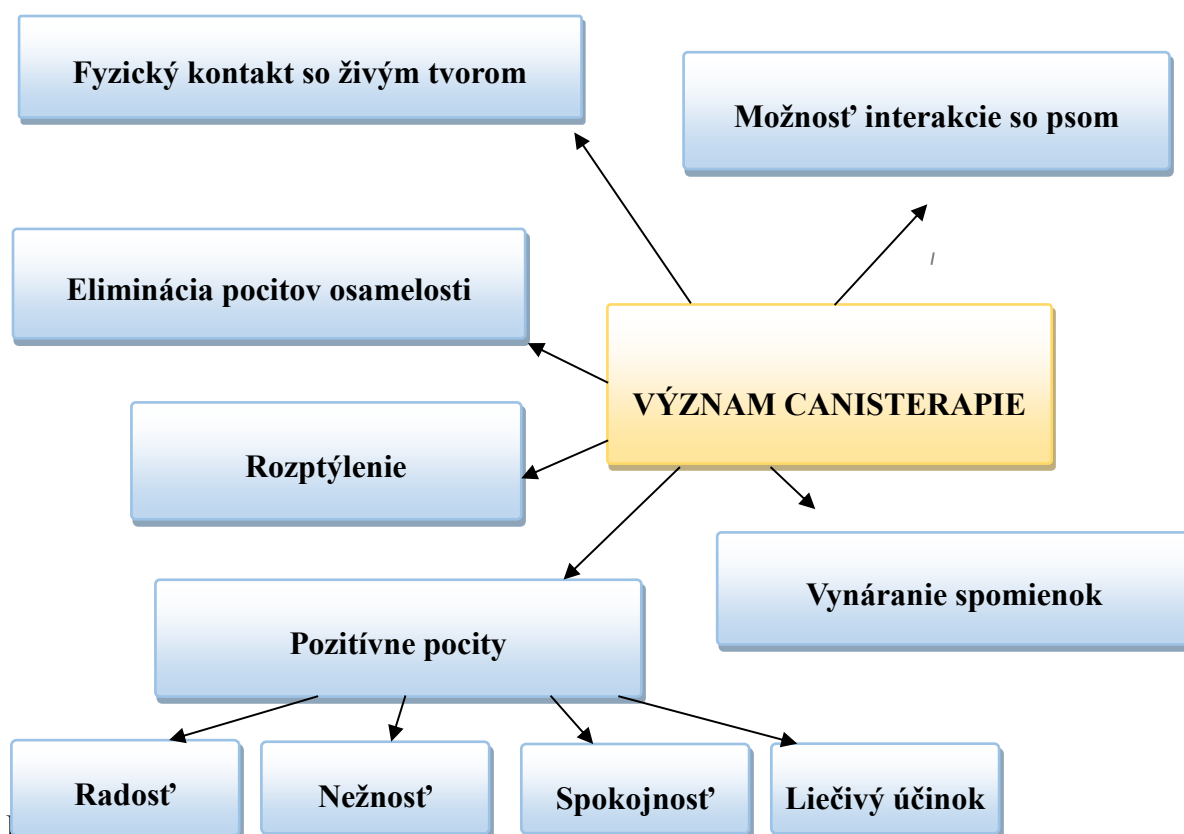 Fyzický kontakt so živým tvorom
Možnosť interakcie so psom
Eliminácia pocitov osamelosti
VÝZNAM CANISTERAPIE
Rozptýlenie
Vynáranie spomienok
Pozitívne pocity
Radosť
Nežnosť
Spokojnosť
Liečivý účinok